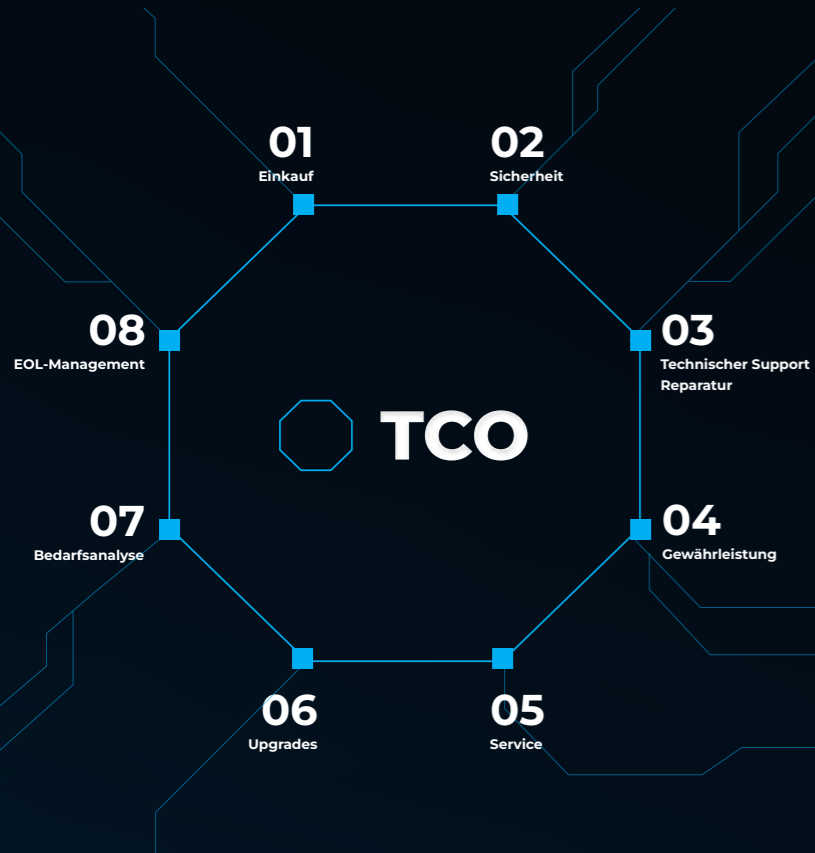 01
Einkauf
02
Sicherheit
03
Technischer Support
Reparatur
04
Gewährleistung
05
Service
06
Upgrades
07
Bedarfsanalyse
08
EOL-Management
TCO